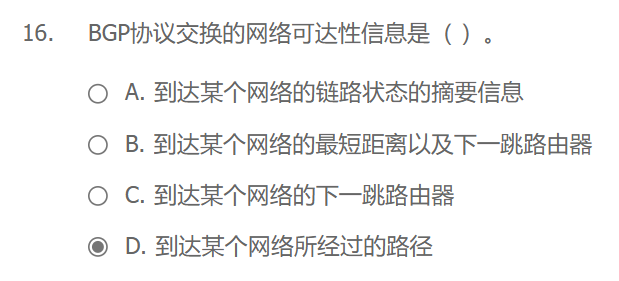 16. BGP协议交换的网络可达性信息是（ ）。
A. 到达某个网络的链路状态的摘要信息
B. 到达某个网络的最短距离以及下一跳路由器
C. 到达某个网络的下一跳路由器
D. 到达某个网络所经过的路径